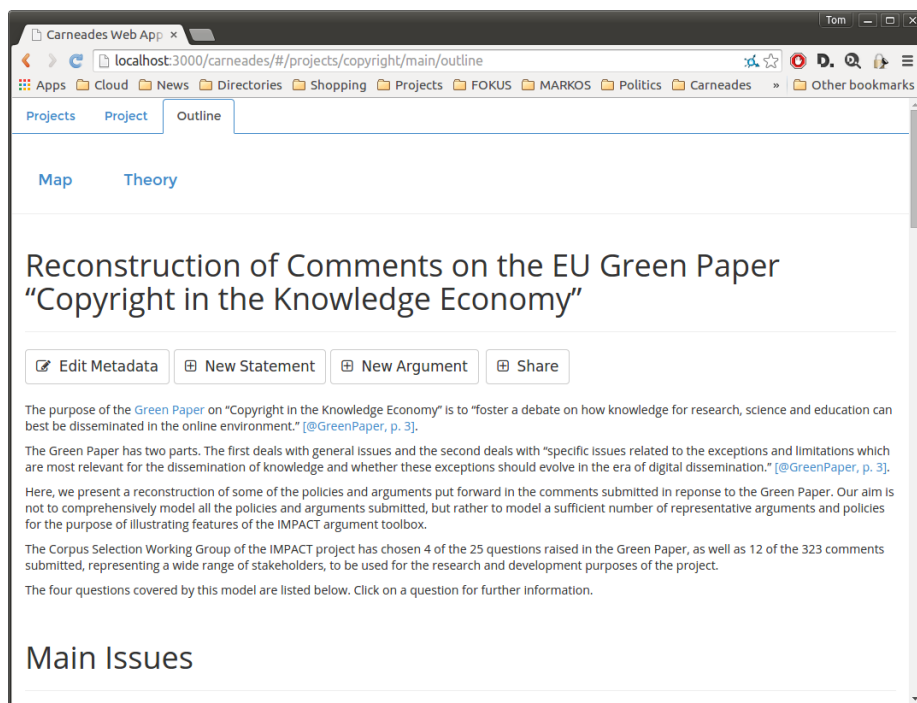 Tom
Carneades Web App
localhost:3000/carneades/#/projects/copyright/main/outline
D.
Apps Cloud News Directories Shopping Projects FOKUS MARKOS Politics Carneades » Other bookmarks
Projects Project Outline
Map Theory
Reconstruction of Comments on the EU Green Paper
“Copyright in the Knowledge Economy”
Edit Metadata New Statement New Argument Share
The purpose of the Green Paper on “Copyright in the Knowledge Economy” is to “foster a debate on how knowledge for research, science and education can
best be disseminated in the online environment.” [@GreenPaper, p. 3].
The Green Paper has two parts. The first deals with general issues and the second deals with “specific issues related to the exceptions and limitations which
are most relevant for the dissemination of knowledge and whether these exceptions should evolve in the era of digital dissemination.” [@GreenPaper, p. 3].
Here, we present a reconstruction of some of the policies and arguments put forward in the comments submitted in reponse to the Green Paper. Our aim is
not to comprehensively model all the policies and arguments submitted, but rather to model a sufficient number of representative arguments and policies
for the purpose of illustrating features of the IMPACT argument toolbox.
The Corpus Selection Working Group of the IMPACT project has chosen 4 of the 25 questions raised in the Green Paper, as well as 12 of the 323 comments
submitted, representing a wide range of stakeholders, to be used for the research and development purposes of the project.
The four questions covered by this model are listed below. Click on a question for further information.
Main Issues